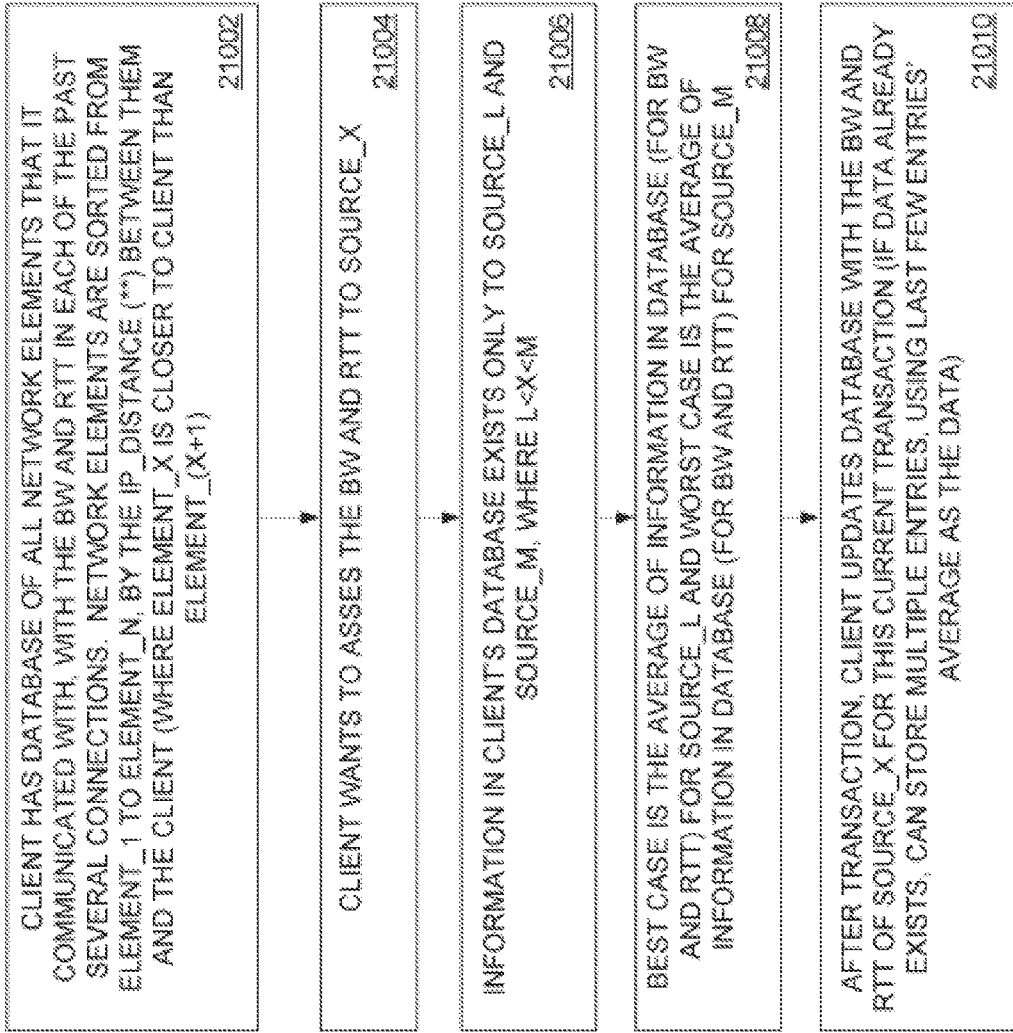 CLIENT HAS DATABASE OF ALL NETWORK ELEMENTS THAT IT
COMMUNICATED WITH, WITH THE BW AND RTT IN EACH OF THE PAST
SEVERAL CONNECTIONS. NETWORK ELEMENTS ARE SORTED FROM
ELEMENT_1 TO ELEMENT_N, BY THE IP_DISTANCE (**) BETWEEN THEM
AND THE CLIENT (WHERE ELEMENT_X IS CLOSER TO CLIENT THAN
ELEMENT_(X+1)
21002
CLIENT WANTS TO ASSES THE BW AND RTT TO SOURCE_X
21004
INFORMATION IN CLIENT'S DATABASE EXISTS ONLY TO SOURCE_L AND
SOURCE_M, WHERE L<X<M
21006
BEST CASE IS THE AVERAGE OF INFORMATION IN DATABASE (FOR BW
AND RTT) FOR SOURCE_L AND WORST CASE IS THE AVERAGE OF
INFORMATION IN DATABASE (FOR BW AND RTT) FOR SOURCE_M
21008
AFTER TRANSACTION, CLIENT UPDATES DATABASE WITH THE BW AND
RTT OF SOURCE_X FOR THIS CURRENT TRANSACTION (IF DATA ALREADY
EXISTS, CAN STORE MULTIPLE ENTRIES, USING LAST FEW ENTRIES'
AVERAGE AS THE DATA)
21010